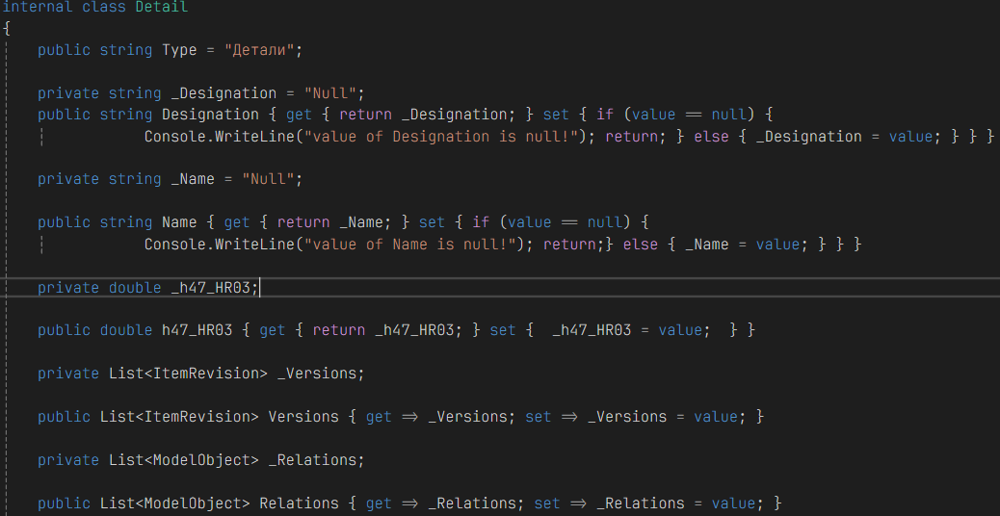 internal class Detail
{
public string Type = "Детали";
private string _Designation = "Null";
public string Designation { get { return _Designation; } set { if (value == null) {
Console.WriteLine("value of Designation is null!"); return; } else { _Designation = value; } } }
private string _Name = "Null";
public string Name { get { return _Name; } set { if (value == null) {
Console.WriteLine("value of Name is null!"); return;} else { _Name = value; } } }
private double _h47_HR03;
public double h47_HR03 { get { return _h47_HR03; } set {  _h47_HR03 = value;  } }
private List<ItemRevision> _Versions;
public List<ItemRevision> Versions { get => _Versions; set => _Versions = value; }
private List<ModelObject> _Relations;
public List<ModelObject> Relations { get => _Relations; set => _Relations = value; }